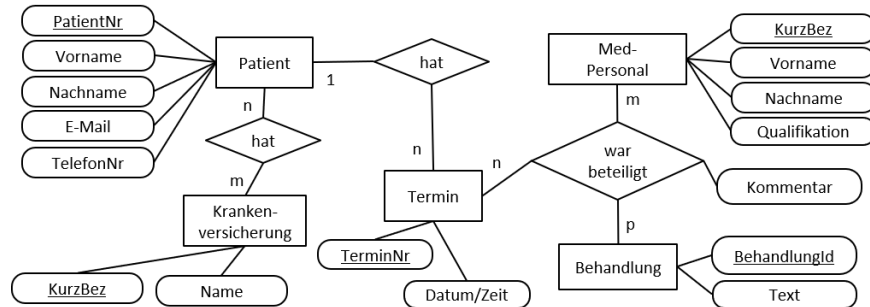 PatientNr
Vorname
Nachname
E-Mail
TelefonNr
Patient
1
hat
n
n
hat
m
Kranken-
versicherung
KurzBez
Name
Termin
n
TerminNr
Datum/Zeit
Med-
Personal
m
KurzBez
Vorname
Nachname
Qualifikation
war
beteiligt
Kommentar
p
Behandlung
BehandlungId
Text